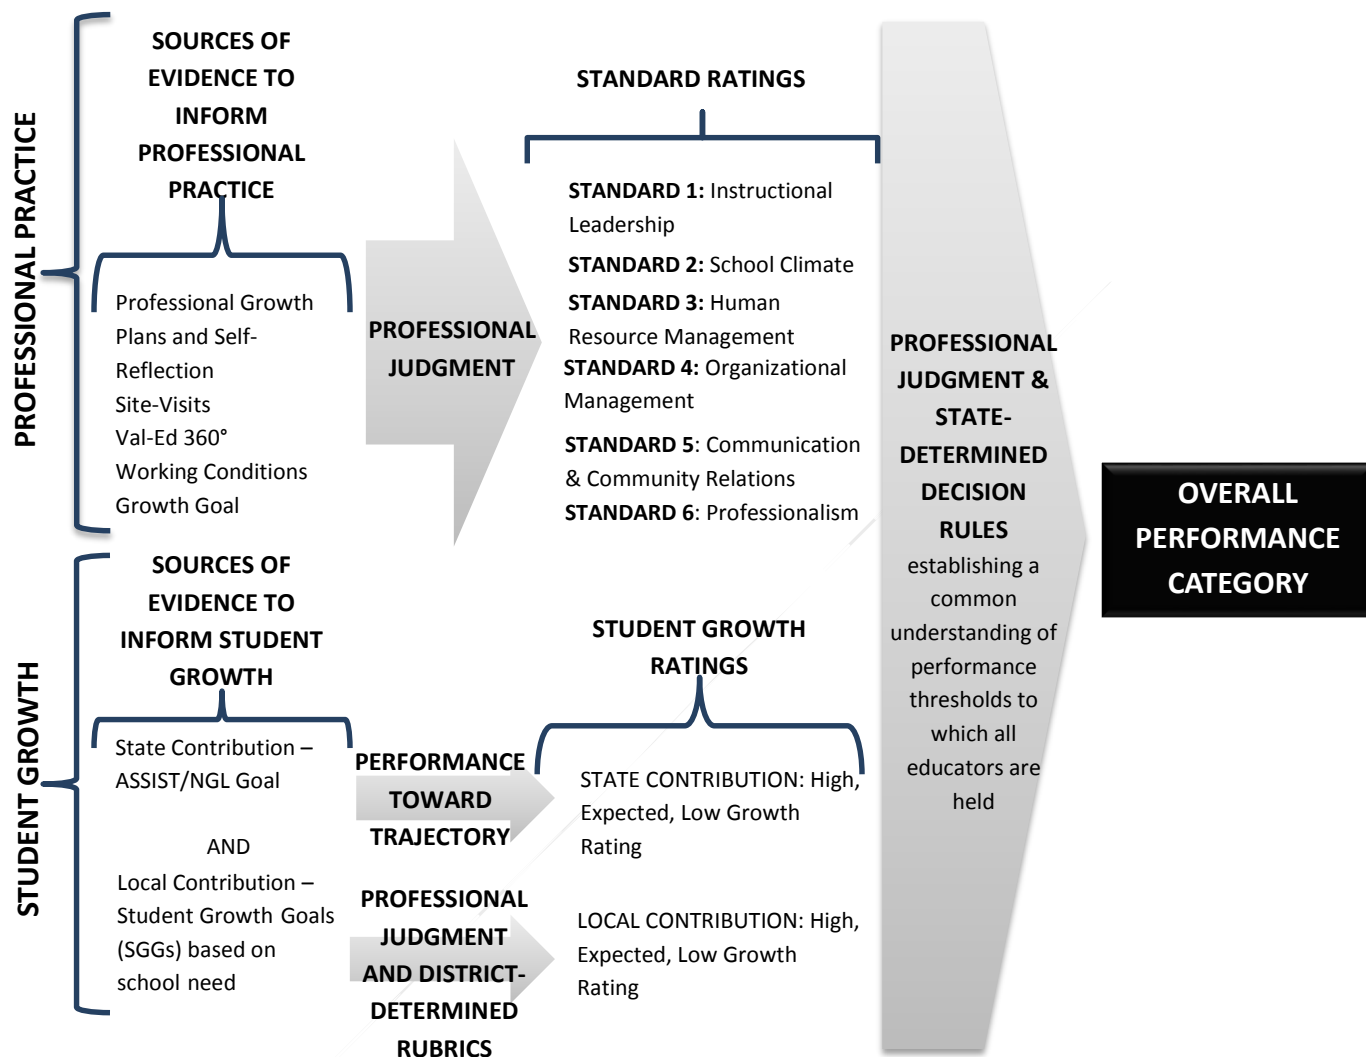 PROFESSIONAL PRACTICE
SOURCES OF
EVIDENCE TO
INFORM
PROFESSIONAL
PRACTICE
Professional Growth
Plans and Self-
Reflection
Site-Visits
Val-Ed 360°
Working Conditions
Growth Goal
PROFESSIONAL
JUDGMENT
STANDARD RATINGS
STANDARD 1: Instructional
Leadership
STANDARD 2: School Climate
STANDARD 3: Human
Resource Management
STANDARD 4: Organizational
Management
STANDARD 5: Communication
& Community Relations
STANDARD 6: Professionalism
STUDENT GROWTH
SOURCES OF
EVIDENCE TO
INFORM STUDENT
GROWTH
State Contribution –
ASSIST/NGL Goal
AND
Local Contribution –
Student Growth Goals
(SGGs) based on
school need
PERFORMANCE
TOWARD
TRAJECTORY
PROFESSIONAL
JUDGMENT
AND DISTRICT-
DETERMINED
RUBRICS
STUDENT GROWTH
RATINGS
STATE CONTRIBUTION: High,
Expected, Low Growth
Rating
LOCAL CONTRIBUTION: High,
Expected, Low Growth
Rating
PROFESSIONAL
JUDGMENT &
STATE-
DETERMINED
DECISION
RULES
establishing a
common
understanding of
performance
thresholds to
which all
educators are
held
OVERALL
PERFORMANCE
CATEGORY